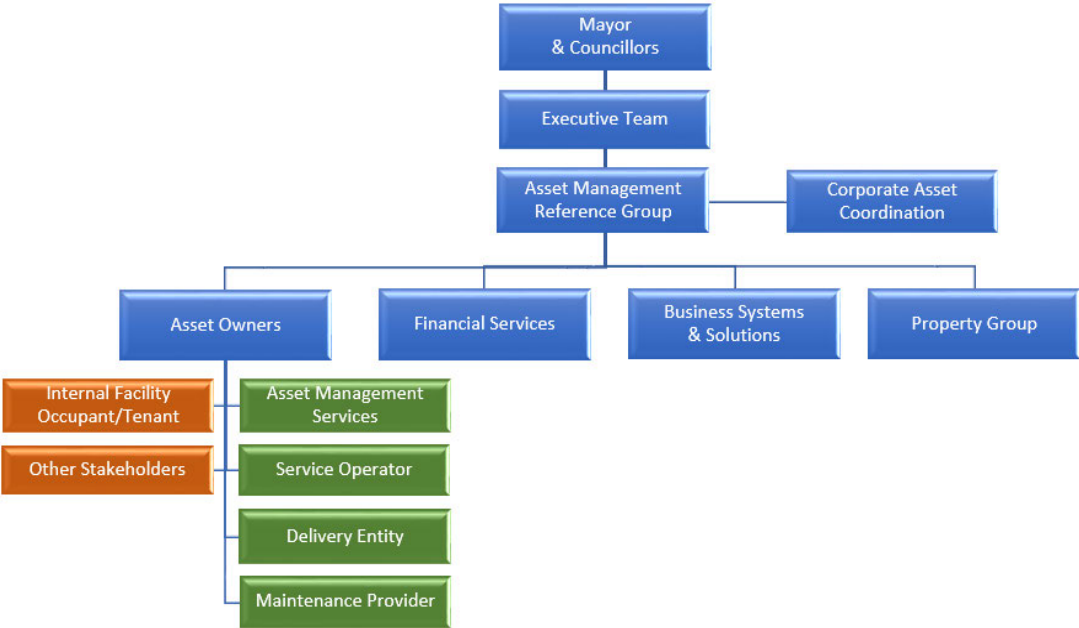 Mayor
& Councillors
Executive Team
Asset Management
Reference Group
Corporate Asset
Coordination
Asset Owners
Financial Services
Business Systems
& Solutions
Property Group
Internal Facility
Occupant/Tenant
Asset Management
Services
Other Stakeholders
Service Operator
Delivery Entity
Maintenance Provider